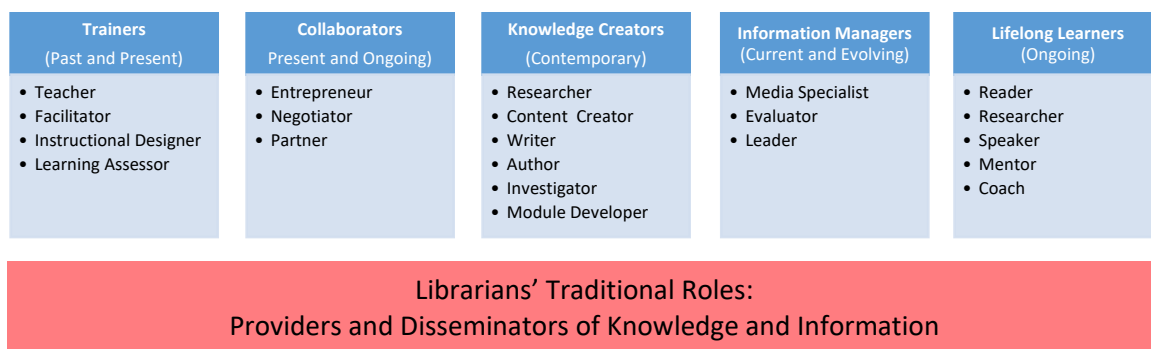 Trainers
(Past and Present)
• Teacher
• Facilitator
• Instructional Designer
• Learning Assessor
Collaborators
Present and Ongoing)
• Entrepreneur
• Negotiator
• Partner
Knowledge Creators
(Contemporary)
• Researcher
• Content Creator
• Writer
• Author
• Investigator
• Module Developer
Information Managers
(Current and Evolving)
• Media Specialist
• Evaluator
• Leader
Lifelong Learners
(Ongoing)
• Reader
• Researcher
• Speaker
• Mentor
• Coach
Librarians’ Traditional Roles:
Providers and Disseminators of Knowledge and Information